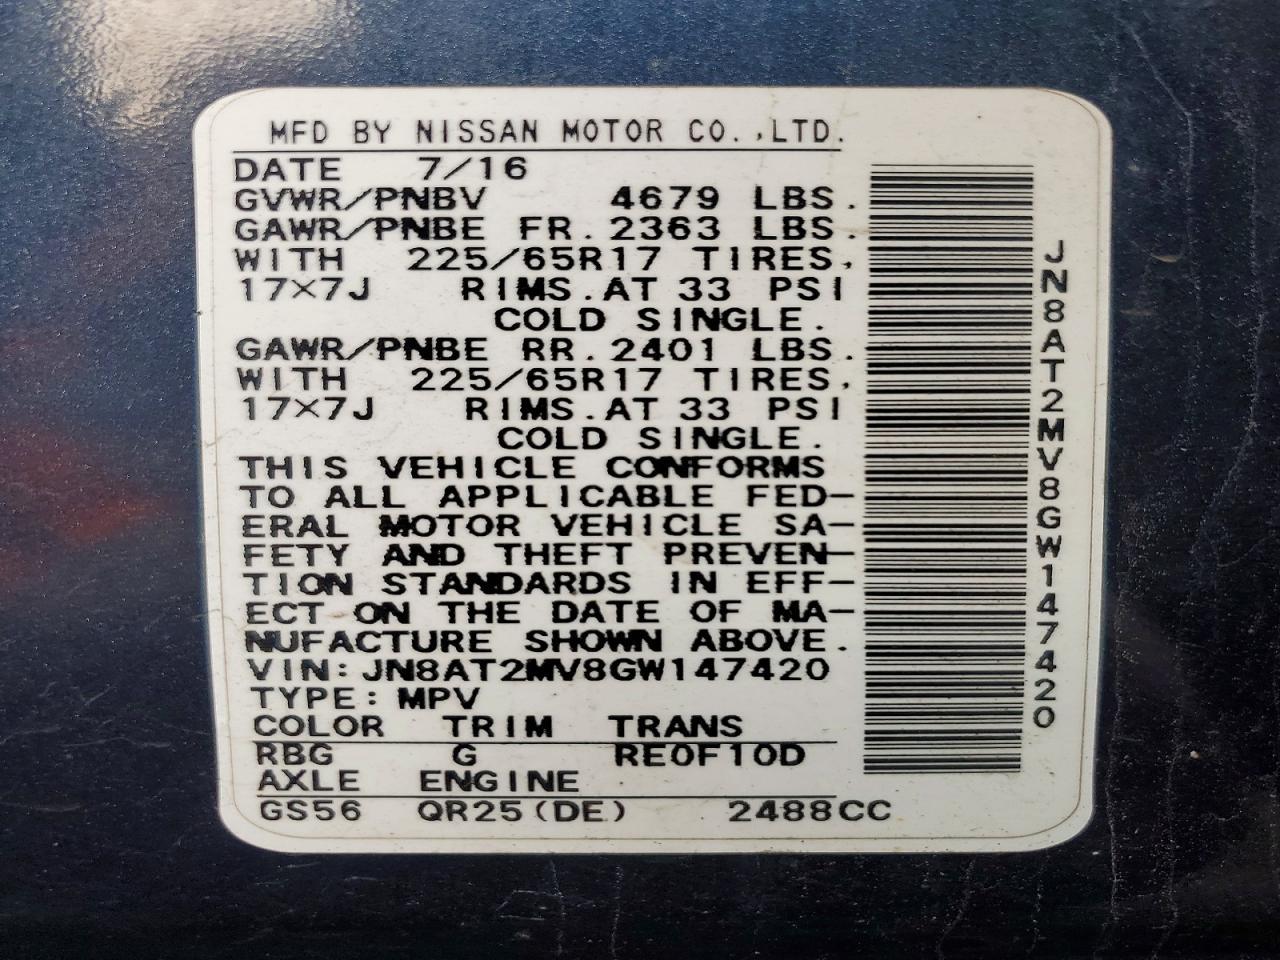 MFD BY NISSAN MOTOR CO.,LTD.
DATE 7/16
GVWR/PNBV 4679 LBS.
GAWR/PNBE FR.2363 LBS.
WITH 225/65R17 TIRES,
17×7J RIMS.AT 33 PSI
COLD SINGLE.
GAWR/PNBE RR.2401 LBS.
WITH 225/65R17 TIRES,
17×7J RIMS.AT 33 PSI
COLD SINGLE.
THIS VEHICLE CONFORMS
TO ALL APPLICABLE FED-
ERAL MOTOR VEHICLE SA-
FETY AND THEFT PREVEN-
TION STANDARDS IN EFF-
ECT ON THE DATE OF MA-
NUFACTURE SHOWN ABOVE.
VIN:JN8AT2MV8GW147420
TYPE:MPV
COLOR TRIM TRANS
RBG G RE0F10D
AXLE ENGINE
GS56 QR25(DE) 2488CC
JN8AT2MV8GW147420